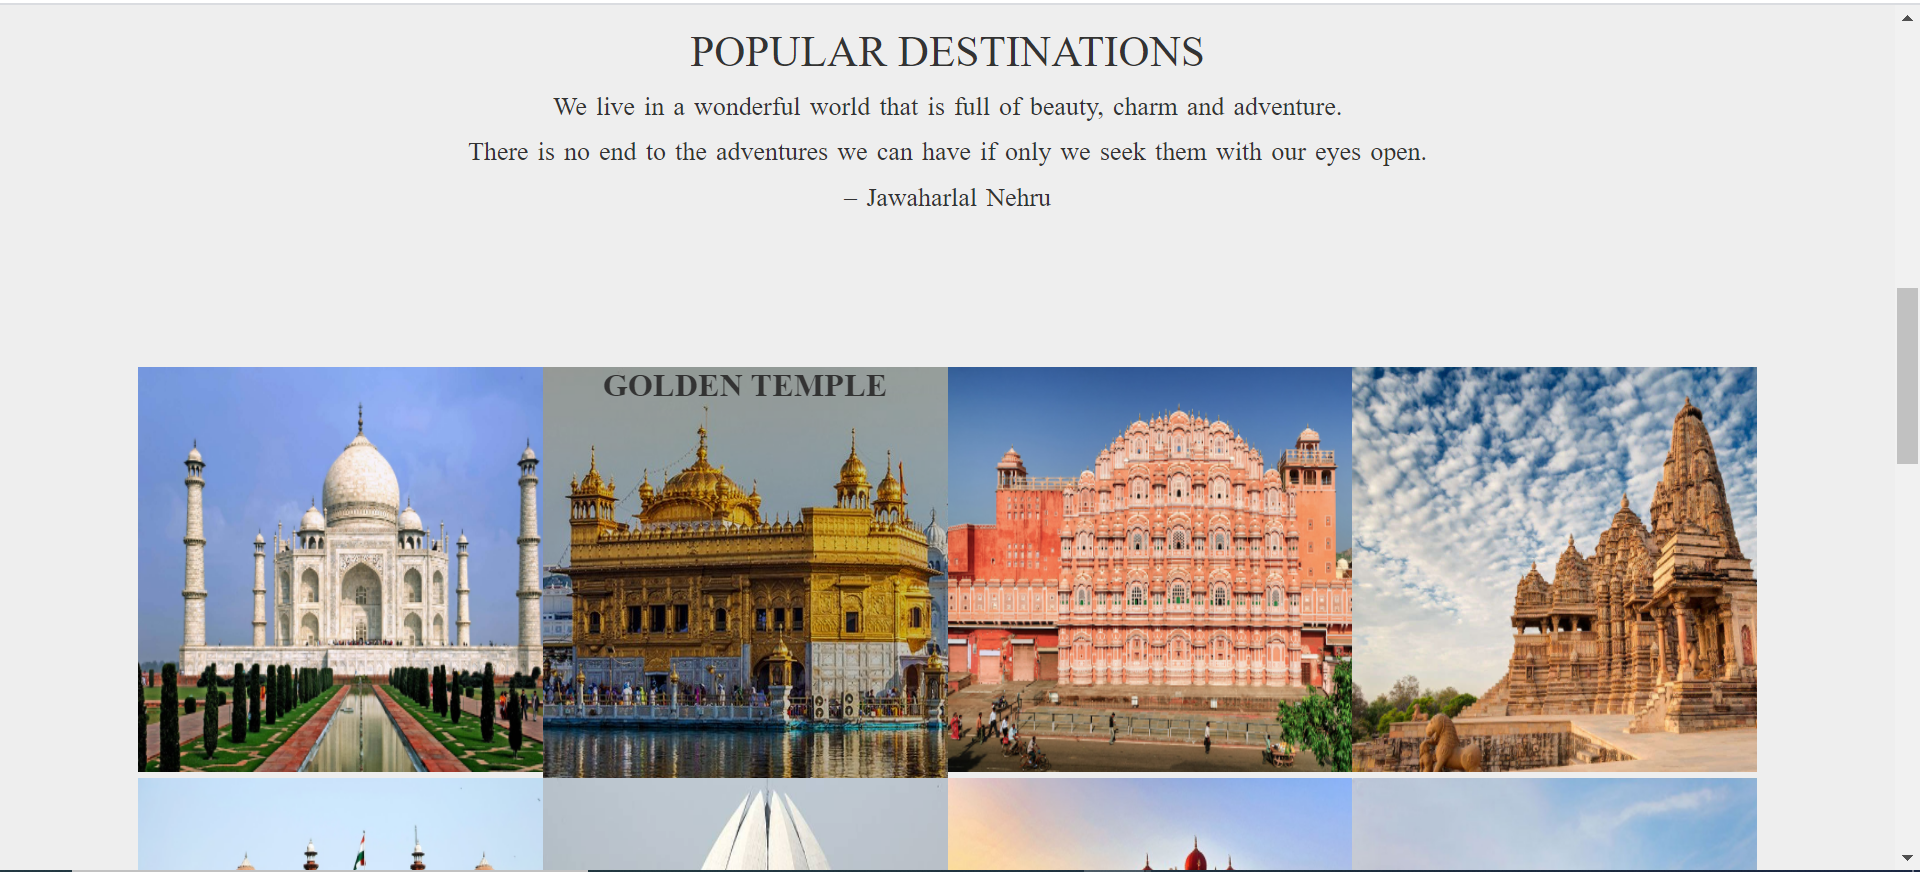 POPULAR DESTINATIONS
We live in a wonderful world that is full of beauty, charm and adventure.
There is no end to the adventures we can have if only we seek them with our eyes open.
– Jawaharlal Nehru
GOLDEN TEMPLE